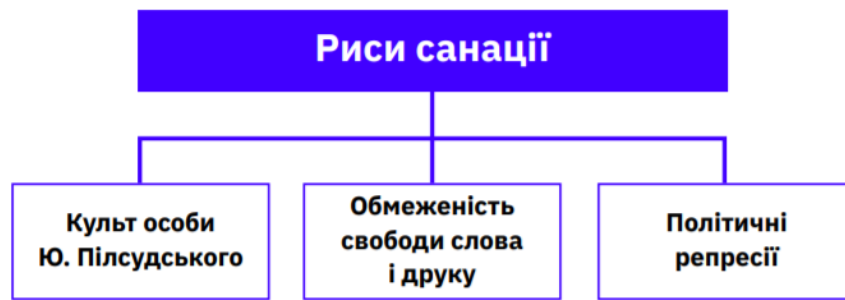 Риси санації
Культ особи
Ю. Пілсудського
Обмеженість
свободи слова
і друку
Політичні
репресії